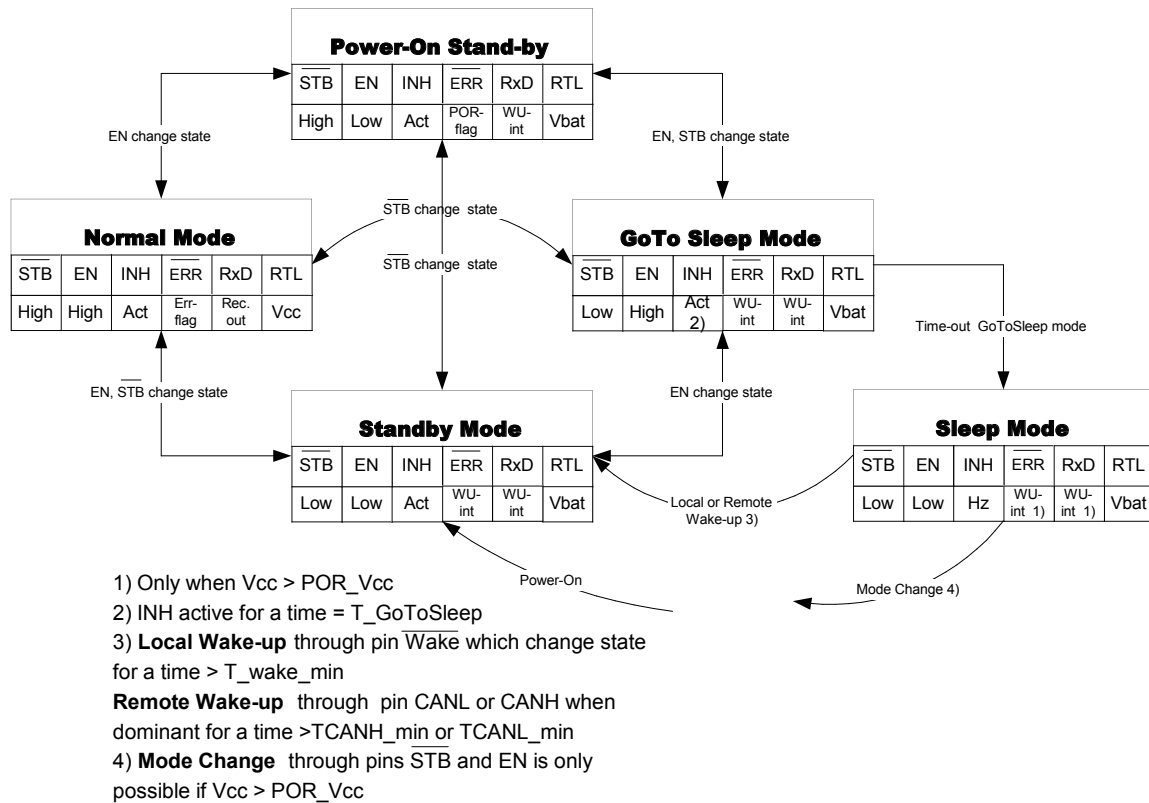 Power-On Stand-by
STB EN INH ERR RxD RTL
High Low Act POR-flag WU-int Vbat
EN change state
EN, STB change state
Normal Mode
STB EN INH ERR RxD RTL
High High Act Err-flag Rec. out Vcc
STB change state
STB change state
GoTo Sleep Mode
STB EN INH ERR RxD RTL
Low High Act 2) WU-int WU-int Vbat
Time-out GoToSleep mode
EN, STB change state
EN change state
Standby Mode
STB EN INH ERR RxD RTL
Low Low Act WU-int WU-int Vbat
Sleep Mode
STB EN INH ERR RxD RTL
Low Low Hz WU-int 1) WU-int 1) Vbat
Local or Remote
Wake-up 3)
Power-On
Mode Change 4)
1) Only when Vcc > POR_Vcc
2) INH active for a time = T_GoToSleep
3) Local Wake-up through pin Wake which change state
for a time > T_wake_min
Remote Wake-up through pin CANL or CANH when
dominant for a time >TCANH_min or TCANL_min
4) Mode Change through pins STB and EN is only
possible if Vcc > POR_Vcc